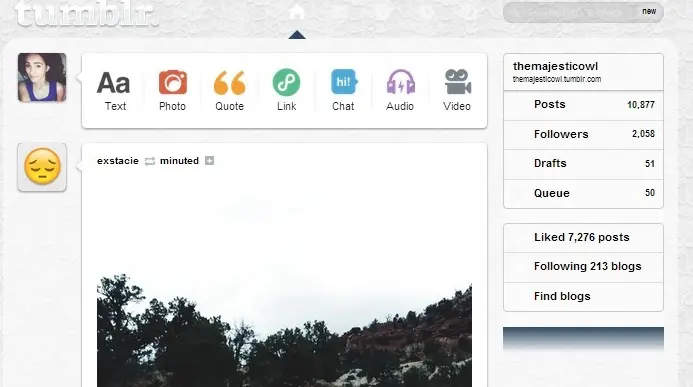 tumblr.
new
Aa
Text
Photo
Quote
Link
hi!
Chat
Audio
Video
exstacie minuted
themajesticowl
themajesticowl.tumblr.com
Posts 10,877
Followers 2,058
Drafts 51
Queue 50
Liked 7,276 posts
Following 213 blogs
Find blogs